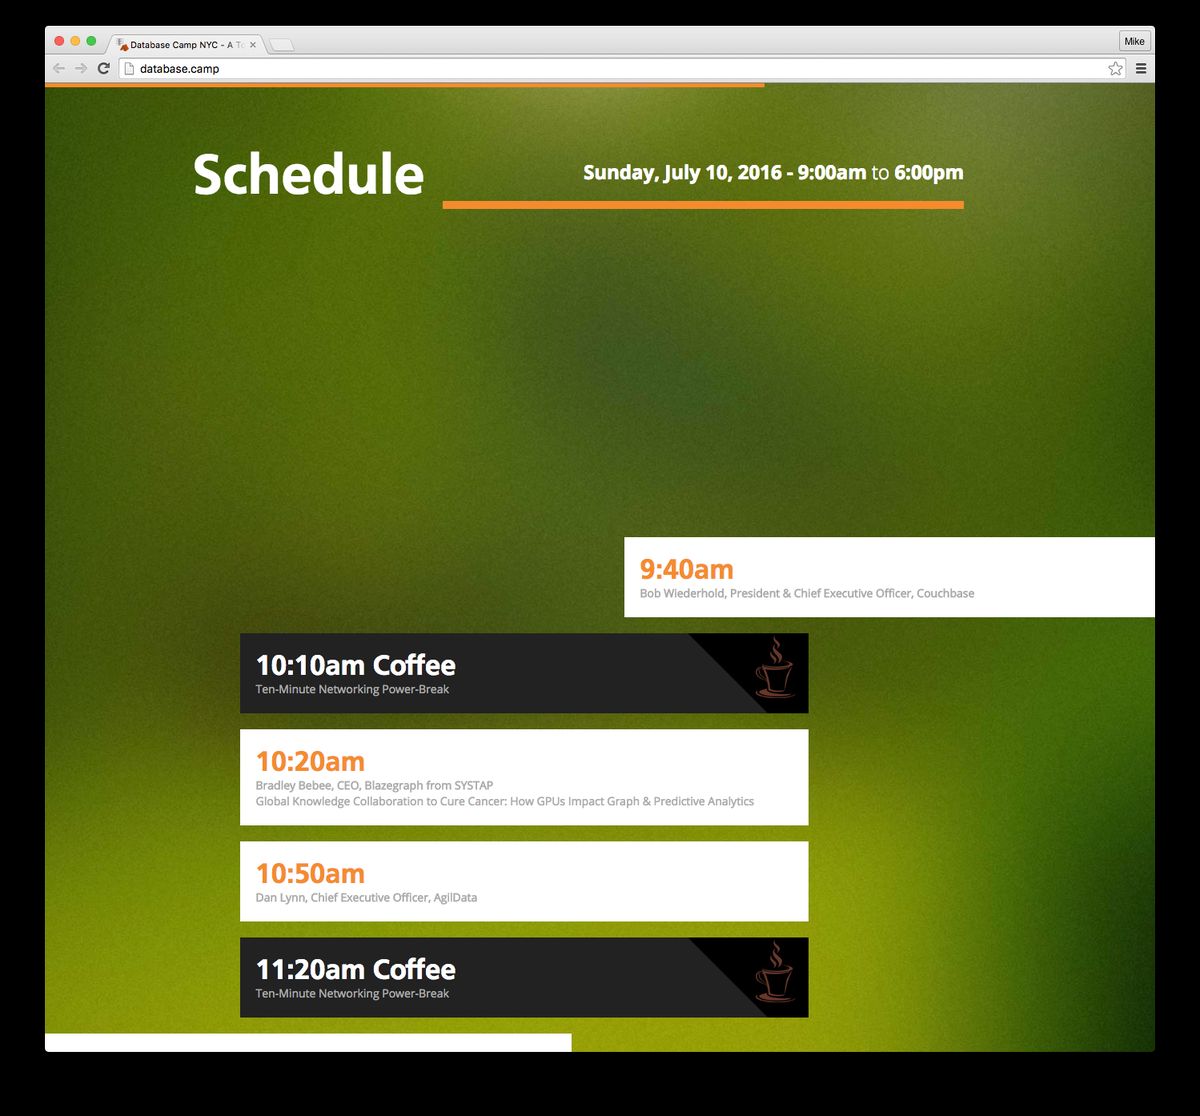 Database Camp NYC - A To
Mike
database.camp
Schedule
Sunday, July 10, 2016 - 9:00am to 6:00pm
9:40am
Bob Wiederhold, President & Chief Executive Officer, Couchbase
10:10am Coffee
Ten-Minute Networking Power-Break
10:20am
Bradley Bebee, CEO, Blazegraph from SYSTAP
Global Knowledge Collaboration to Cure Cancer: How GPUs Impact Graph & Predictive Analytics
10:50am
Dan Lynn, Chief Executive Officer, AgilData
11:20am Coffee
Ten-Minute Networking Power-Break